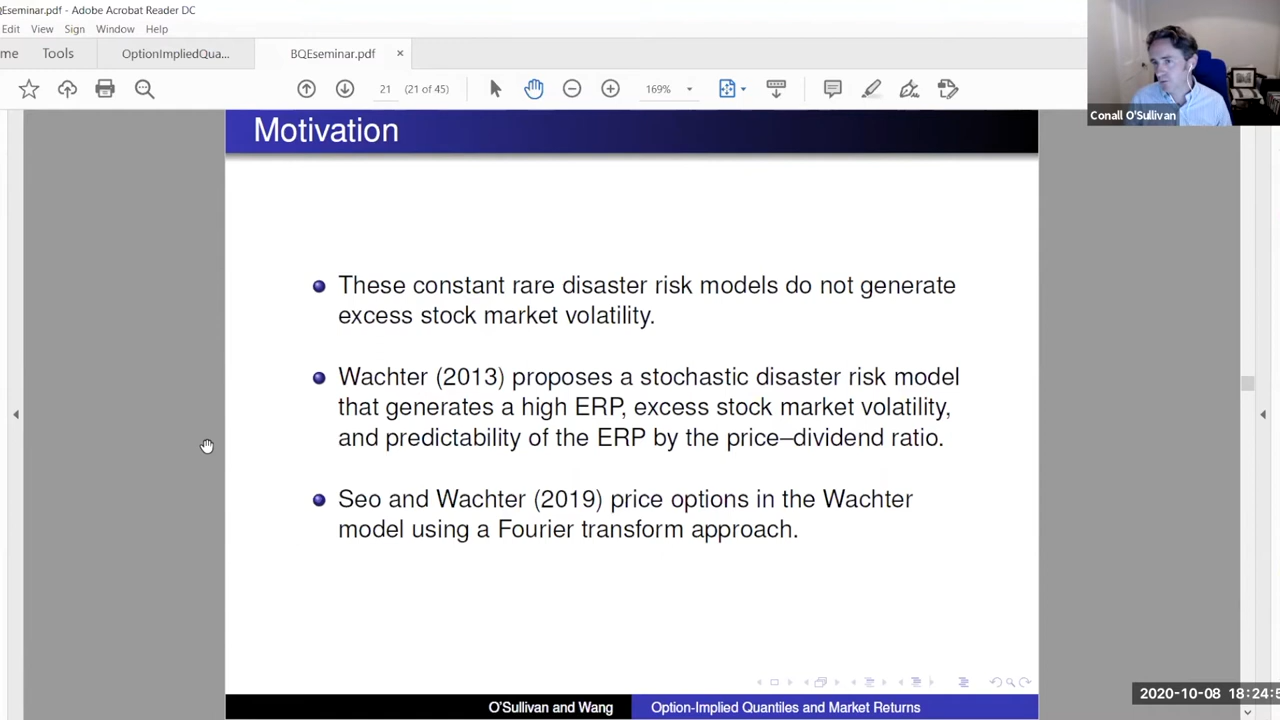 QEseminar.pdf - Adobe Acrobat Reader DC
Edit View Sign Window Help
me Tools OptionImpliedQua... BQEseminar.pdf ×
21 (21 of 45) 169%
Conall O'Sullivan
Motivation
These constant rare disaster risk models do not generate
excess stock market volatility.
Wachter (2013) proposes a stochastic disaster risk model
that generates a high ERP, excess stock market volatility,
and predictability of the ERP by the price–dividend ratio.
Seo and Wachter (2019) price options in the Wachter
model using a Fourier transform approach.
O'Sullivan and Wang Option-Implied Quantiles and Market Returns
2020-10-08 18:24:5